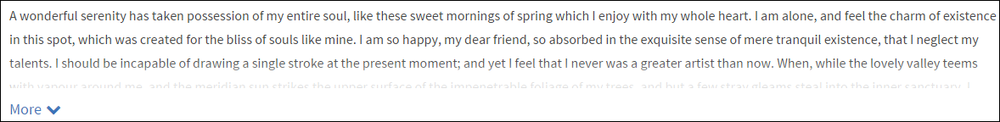 A wonderful serenity has taken possession of my entire soul, like these sweet mornings of spring which I enjoy with my whole heart. I am alone, and feel the charm of existence
in this spot, which was created for the bliss of souls like mine. I am so happy, my dear friend, so absorbed in the exquisite sense of mere tranquil existence, that I neglect my
talents. I should be incapable of drawing a single stroke at the present moment; and yet I feel that I never was a greater artist than now. When, while the lovely valley teems
with vapour around me, and the meridian sun strikes the upper surface of the impenetrable foliage of my trees, and but a few stray gleams steal into the inner sanctuary, I
More